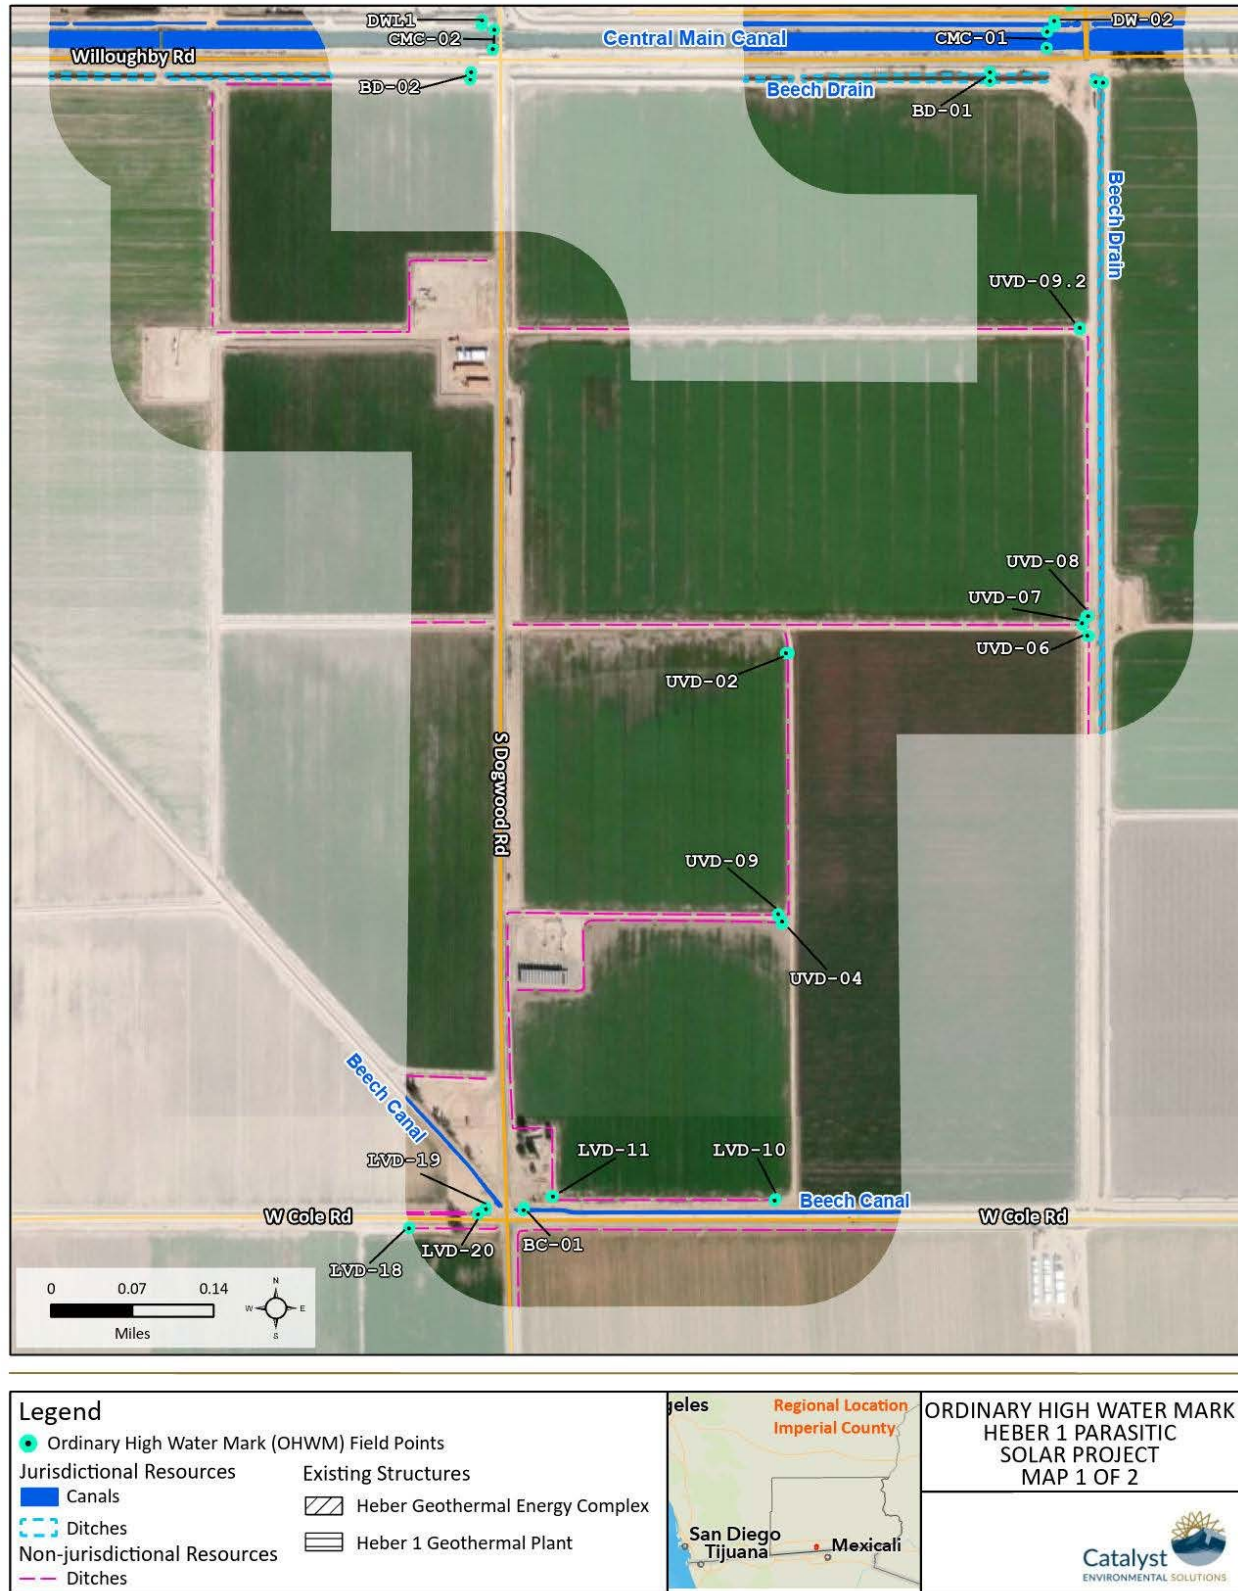 DWL1
DW-02
CMC-02
Central Main Canal
CMC-01
Willoughby Rd
BD-02
Beech Drain
BD-01
Beech Drain
UVD-09.2
UVD-08
UVD-07
UVD-06
UVD-02
S Dogwood Rd
UVD-09
UVD-04
Beech Canal
LVD-19
LVD-11
LVD-10
Beech Canal
W Cole Rd
W Cole Rd
LVD-20
BC-01
LVD-18
0 0.07 0.14
Miles
N
W E
S
Legend
Ordinary High Water Mark (OHWM) Field Points
Jurisdictional Resources
Canals
Ditches
Non-jurisdictional Resources
Ditches
Existing Structures
Heber Geothermal Energy Complex
Heber 1 Geothermal Plant
geles
Regional Location
Imperial County
San Diego
Tijuana
Mexicali
ORDINARY HIGH WATER MARK
HEBER 1 PARASITIC
SOLAR PROJECT
MAP 1 OF 2
Catalyst
ENVIRONMENTAL SOLUTIONS